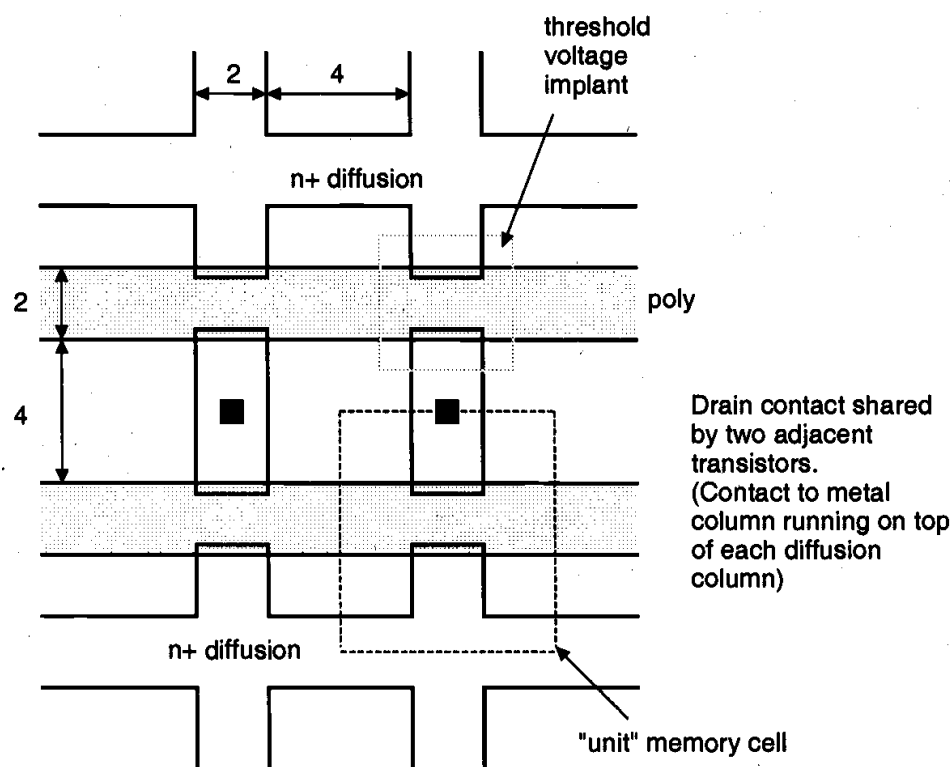 threshold
voltage
implant
2
4
n+ diffusion
2
poly
4
Drain contact shared
by two adjacent
transistors.
(Contact to metal
column running on top
of each diffusion
column)
n+ diffusion
"unit" memory cell